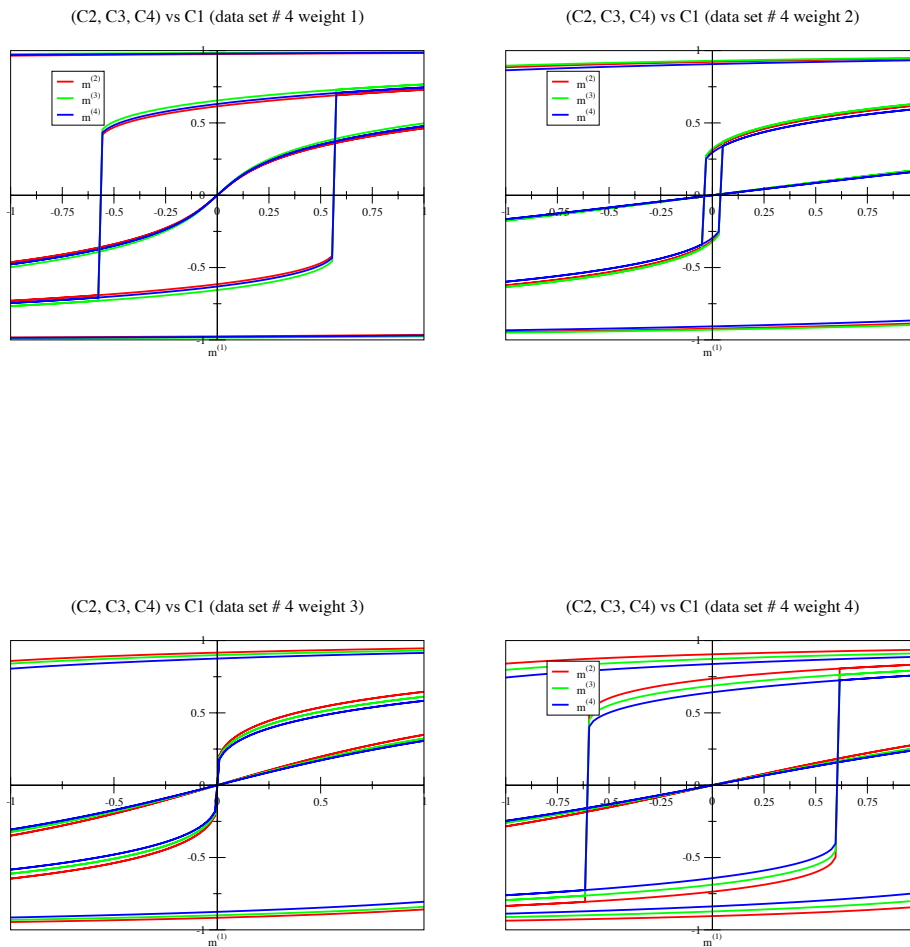 (C2, C3, C4) vs C1 (data set # 4 weight 1)
1
m(2)
m(3)
m(4)
0.5
0
-1 -0.75 -0.5 -0.25 0 0.25 0.5 0.75 1
-0.5
-1
m(1)
(C2, C3, C4) vs C1 (data set # 4 weight 2)
1
m(2)
m(3)
m(4)
0.5
0
-1 -0.75 -0.5 -0.25 0 0.25 0.5 0.75
-0.5
-1
m(1)
(C2, C3, C4) vs C1 (data set # 4 weight 3)
1
0.5
0
-1 -0.5 0 0.5 1
-0.5
-1
m(1)
(C2, C3, C4) vs C1 (data set # 4 weight 4)
1
m(2)
m(3)
m(4)
0.5
0
-1 -0.75 -0.5 -0.25 0 0.25 0.5 0.75
-0.5
-1
m(1)